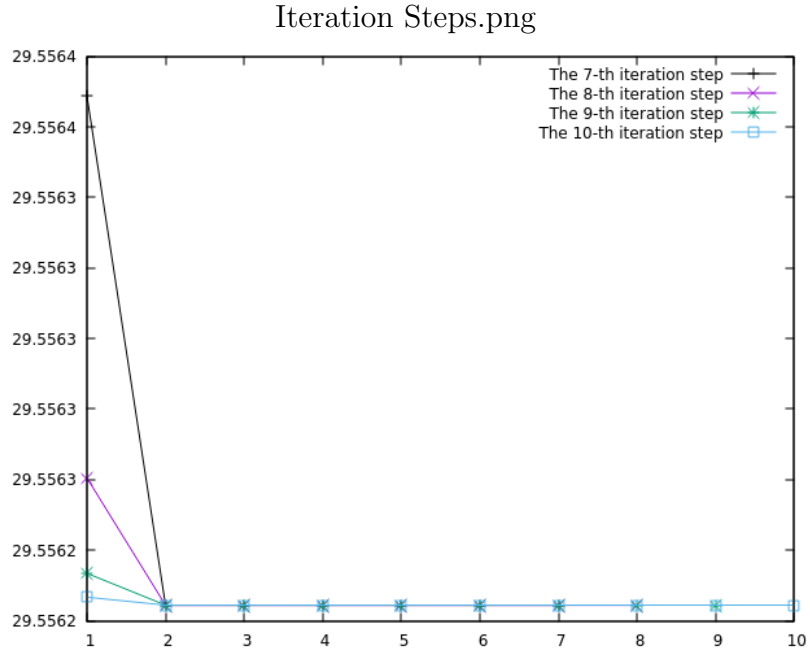 Iteration Steps.png
29.5564
The 7-th iteration step
The 8-th iteration step
29.5564
The 9-th iteration step
The 10-th iteration step
29.5563
29.5563
29.5563
29.5563
29.5563
29.5562
29.5562
1 2 3 4 5 6 7 8 9 10